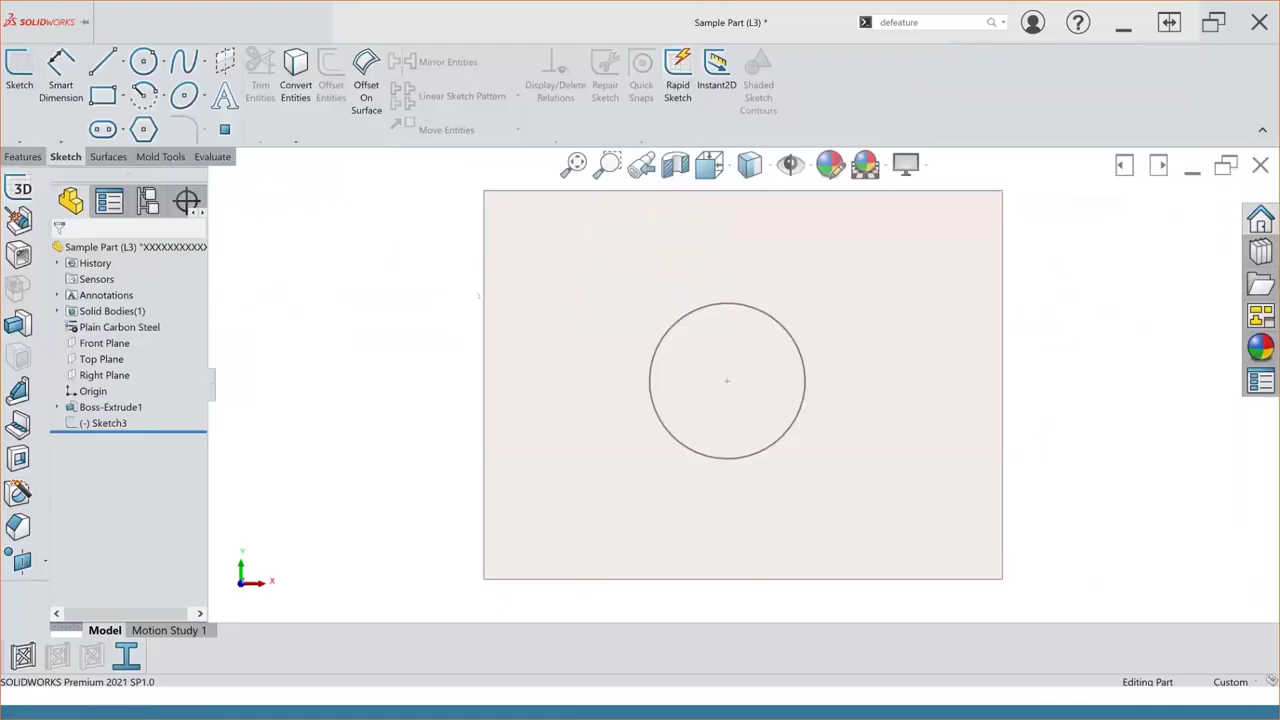 SOLIDWORKS
Sample Part (L3) *
defeature
Sketch
Smart
Dimension
Trim
Entities
Convert
Entities
Offset
Entities
Offset
On
Surface
Mirror Entities
Linear Sketch Pattern
Move Entities
Display/Delete
Relations
Repair
Sketch
Quick
Snaps
Rapid
Sketch
Instant2D
Shaded
Sketch
Contours
Features
Sketch
Surfaces
Mold Tools
Evaluate
3D
Sample Part (L3) "XXXXXXXXXXX
History
Sensors
Annotations
Solid Bodies(1)
Plain Carbon Steel
Front Plane
Top Plane
Right Plane
Origin
Boss-Extrude1
(-) Sketch3
Y
X
Model
Motion Study 1
SOLIDWORKS Premium 2021 SP1.0
Editing Part
Custom